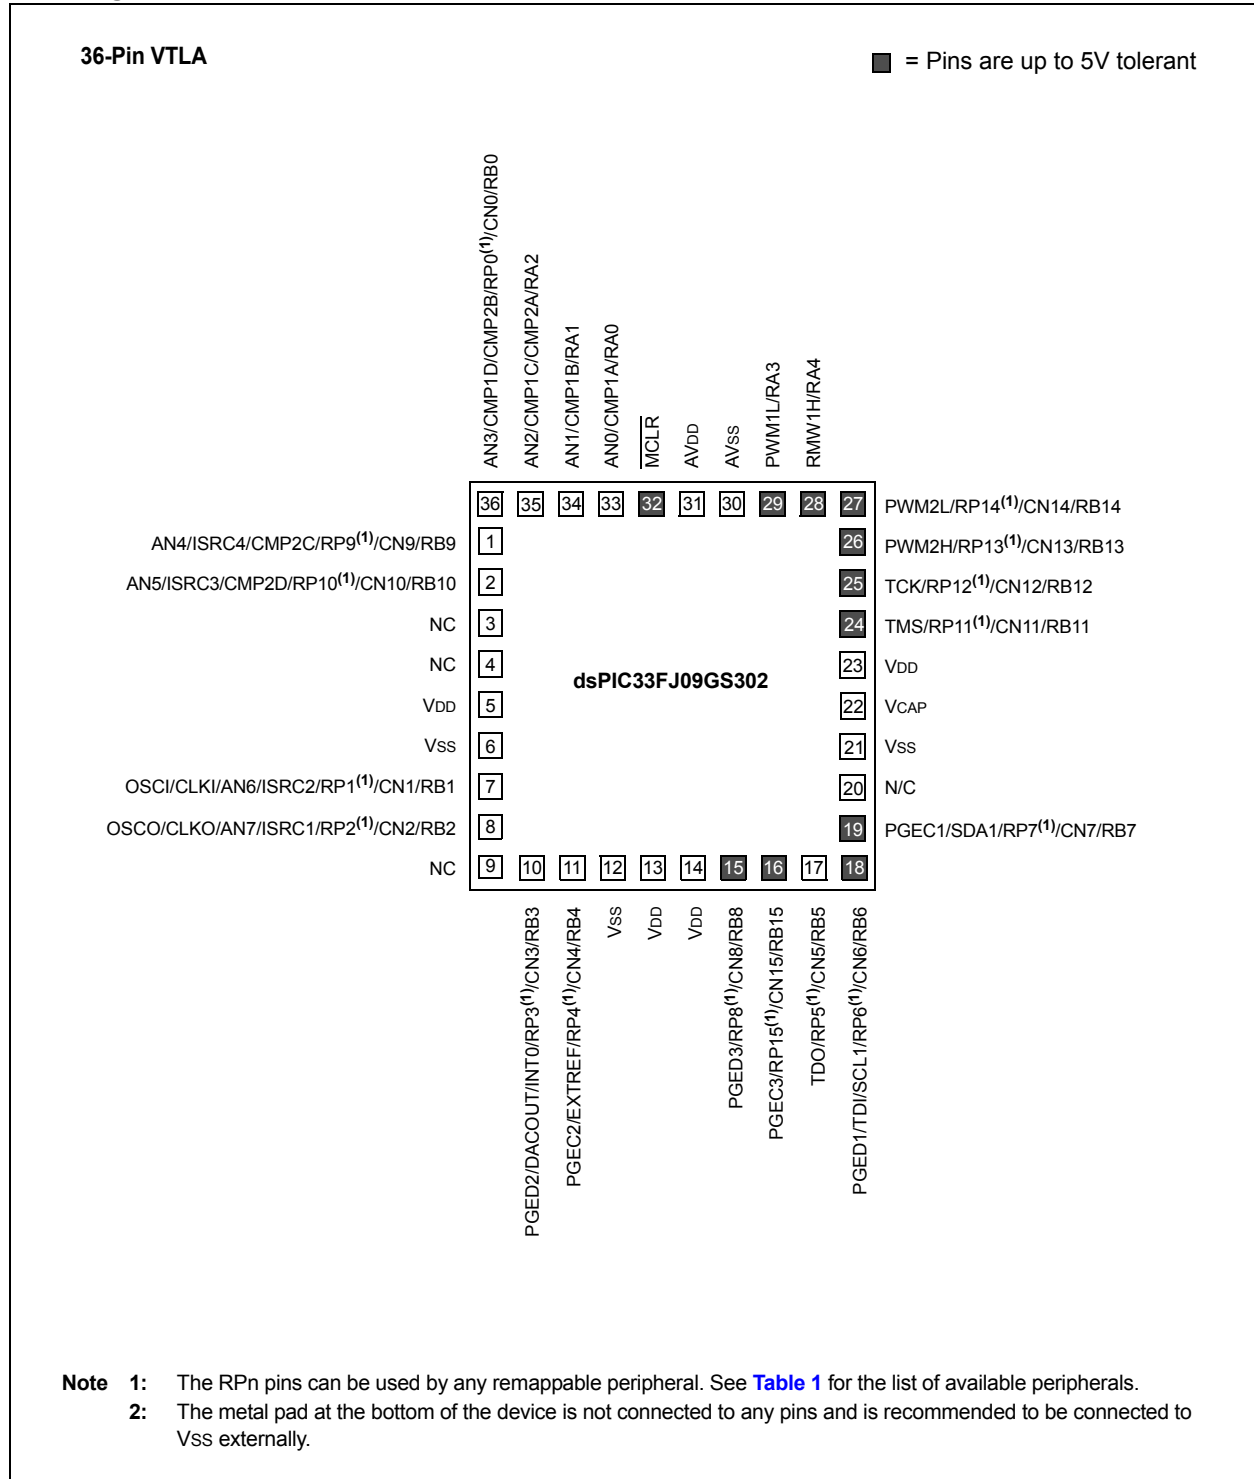 36-Pin VTLA
= Pins are up to 5V tolerant
AN3/CMP1D/CMP2B/RP0(1)/CN0/RB0
AN2/CMP1C/CMP2A/RA2
AN1/CMP1B/RA1
AN0/CMP1A/RA0
MCLR
AVDD
AVSS
PWM1L/RA3
RMW1H/RA4
36 35 34 33 32 31 30 29 28 27
PWM2L/RP14(1)/CN14/RB14
AN4/ISRC4/CMP2C/RP9(1)/CN9/RB9 1
26 PWM2H/RP13(1)/CN13/RB13
AN5/ISRC3/CMP2D/RP10(1)/CN10/RB10 2
25 TCK/RP12(1)/CN12/RB12
NC 3
24 TMS/RP11(1)/CN11/RB11
NC 4
dsPIC33FJ09GS302
23 VDD
VDD 5
22 VCAP
VSS 6
21 VSS
OSCI/CLKI/AN6/ISRC2/RP1(1)/CN1/RB1 7
20 N/C
OSCO/CLKO/AN7/ISRC1/RP2(1)/CN2/RB2 8
19 PGEC1/SDA1/RP7(1)/CN7/RB7
NC 9 10 11 12 13 14 15 16 17 18
PGED2/DACOUT/INT0/RP3(1)/CN3/RB3
PGEC2/EXTREF/RP4(1)/CN4/RB4
VSS
VDD
VDD
PGED3/RP8(1)/CN8/RB8
PGEC3/RP15(1)/CN15/RB15
TDO/RP5(1)/CN5/RB5
PGED1/TDI/SCL1/RP6(1)/CN6/RB6
Note 1: The RPn pins can be used by any remappable peripheral. See Table 1 for the list of available peripherals.
2: The metal pad at the bottom of the device is not connected to any pins and is recommended to be connected to
VSS externally.